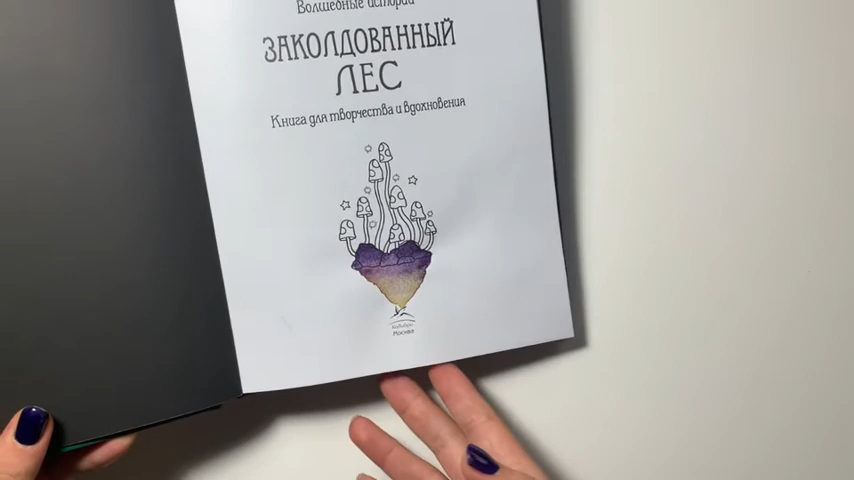 Волшебные истории
ЗАКОЛДОВАННЫЙ
ЛЕС
Книга для творчества и вдохновения
Москва